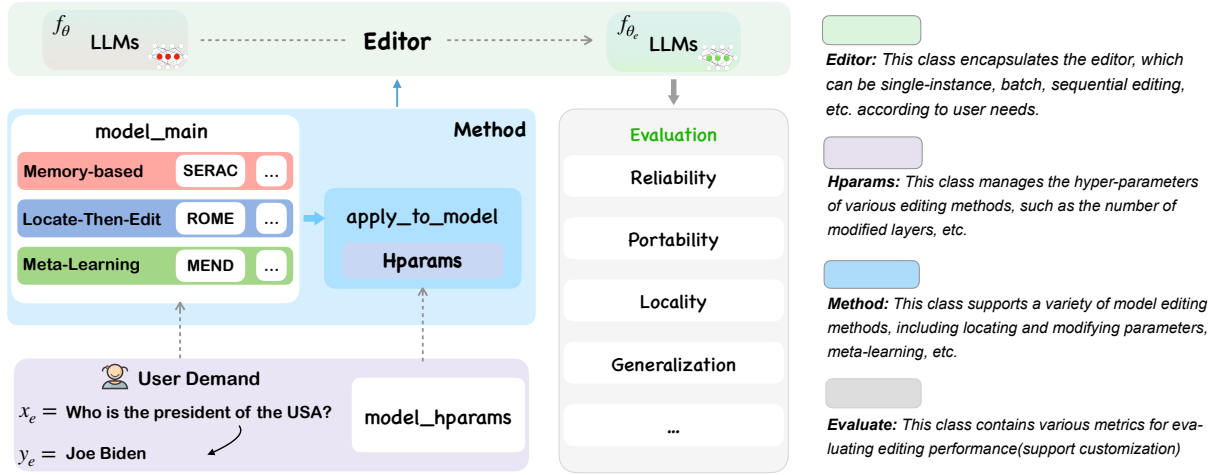 fθ LLMs
Editor
fθₑ LLMs
model_main
Method
Memory-based SERAC ...
Locate-Then-Edit ROME ...
Meta-Learning MEND ...
apply_to_model
Hparams
User Demand
xₑ = Who is the president of the USA?
yₑ = Joe Biden
model_hparams
Evaluation
Reliability
Portability
Locality
Generalization
...
Editor: This class encapsulates the editor, which
can be single-instance, batch, sequential editing,
etc. according to user needs.
Hparams: This class manages the hyper-parameters
of various editing methods, such as the number of
modified layers, etc.
Method: This class supports a variety of model editing
methods, including locating and modifying parameters,
meta-learning, etc.
Evaluate: This class contains various metrics for eva-
luating editing performance(support customization)